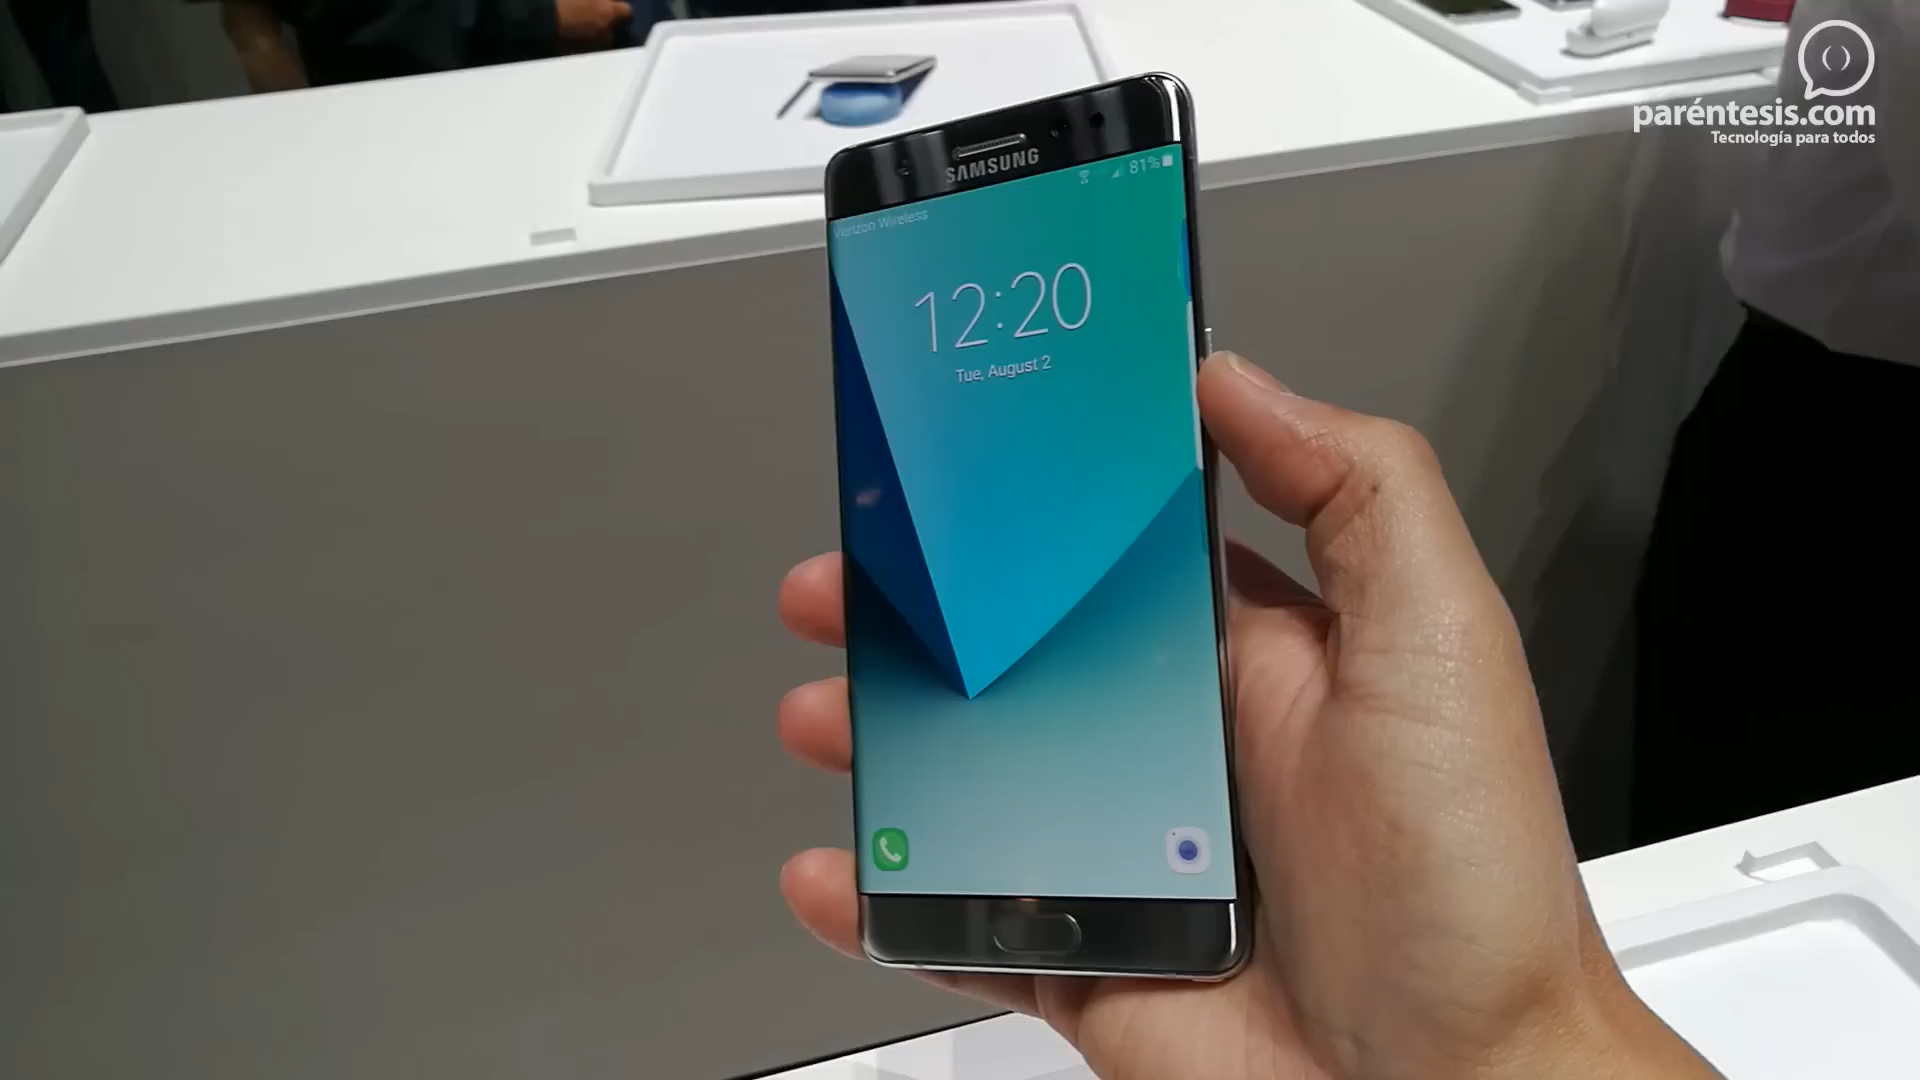 paréntesis.com
Tecnología para todos
SAMSUNG
81%
Verizon Wireless
12:20
Tue, August 2